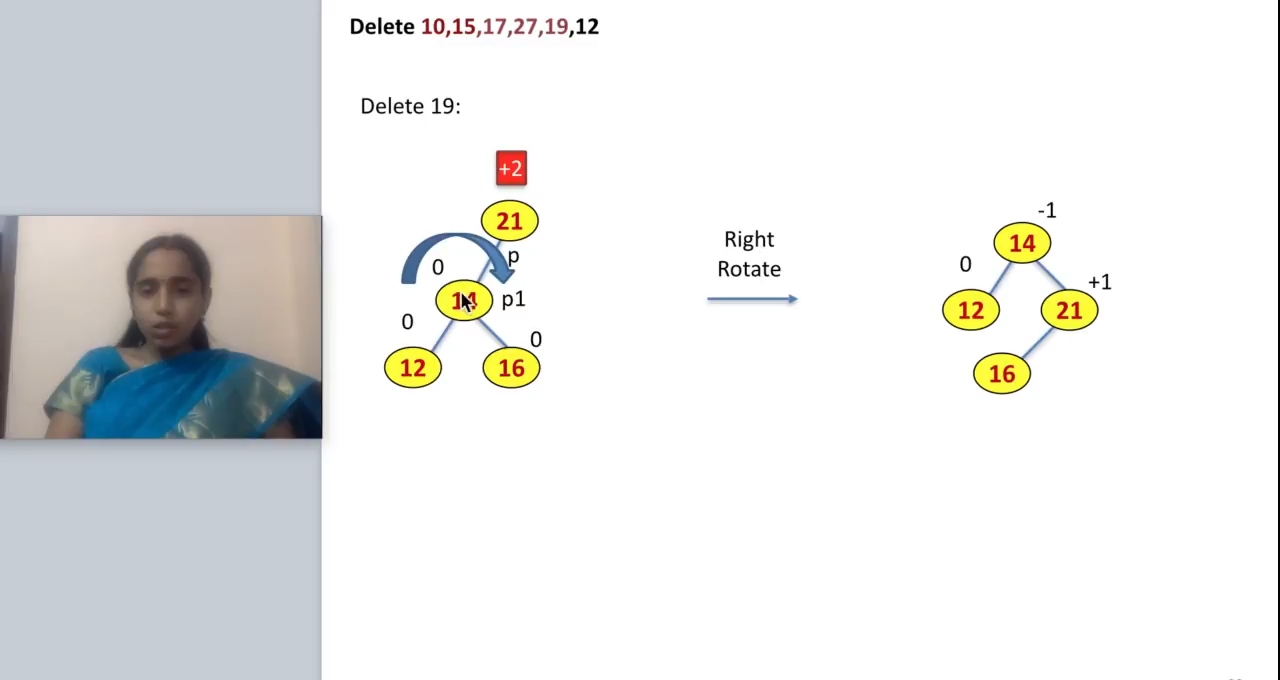 Delete 10,15,17,27,19,12
Delete 19:
+2
21
p
0
14
p1
0
0
12
16
Right
Rotate
-1
14
0
+1
12
21
16